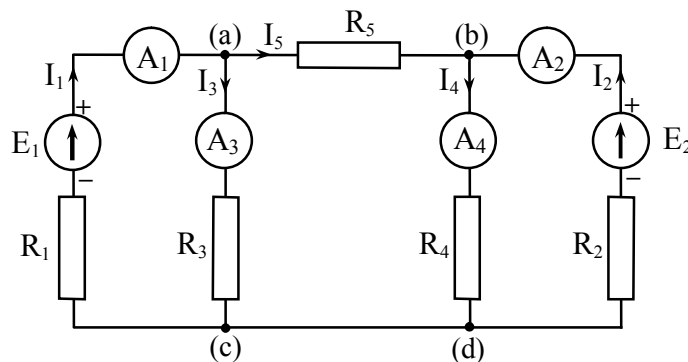 (a) I₅ R₅ (b)
A₁ A₂
I₁ I₃ I₄ I₂
+ +
E₁ A₃ A₄ E₂
− −
R₁ R₃ R₄ R₂
(c) (d)